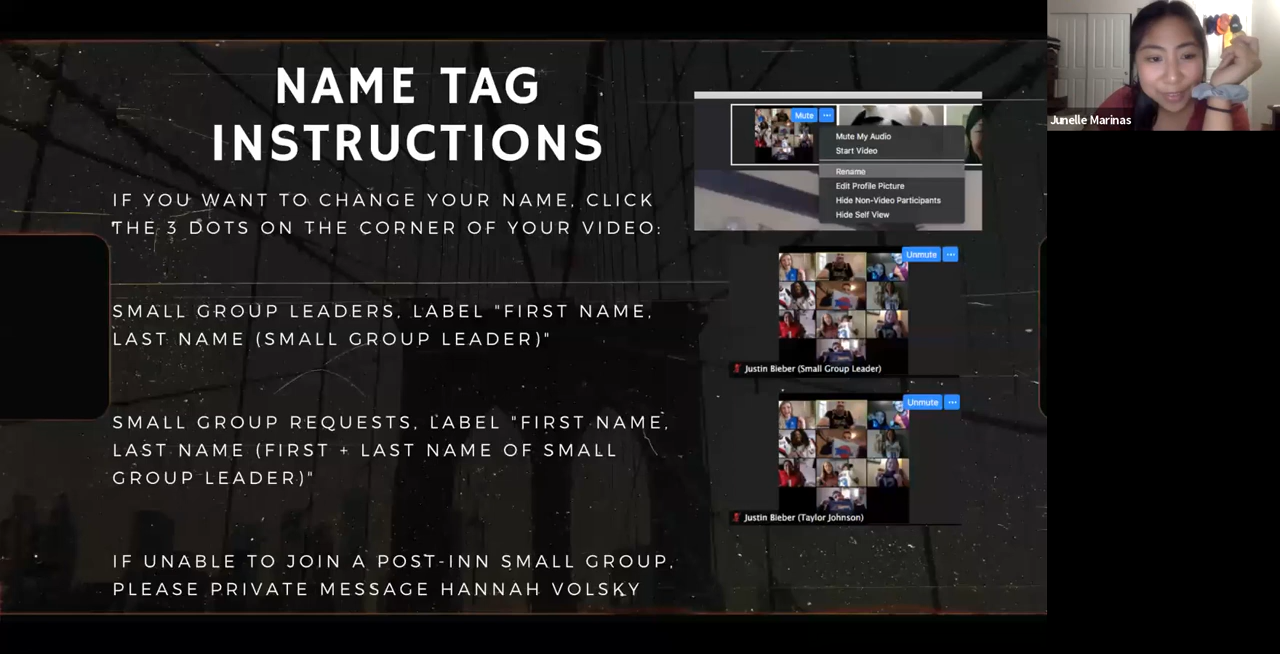 NAME TAG
INSTRUCTIONS
IF YOU WANT TO CHANGE YOUR NAME, CLICK
THE 3 DOTS ON THE CORNER OF YOUR VIDEO:
SMALL GROUP LEADERS, LABEL "FIRST NAME,
LAST NAME (SMALL GROUP LEADER)"
SMALL GROUP REQUESTS, LABEL "FIRST NAME,
LAST NAME (FIRST + LAST NAME OF SMALL
GROUP LEADER)"
IF UNABLE TO JOIN A POST-INN SMALL GROUP,
PLEASE PRIVATE MESSAGE HANNAH VOLSKY
Mute ...
Mute My Audio
Start Video
Rename
Edit Profile Picture
Hide Non-Video Participants
Hide Self View
Unmute ...
Justin Bieber (Small Group Leader)
Unmute ...
Justin Bieber (Taylor Johnson)
Junelle Marinas